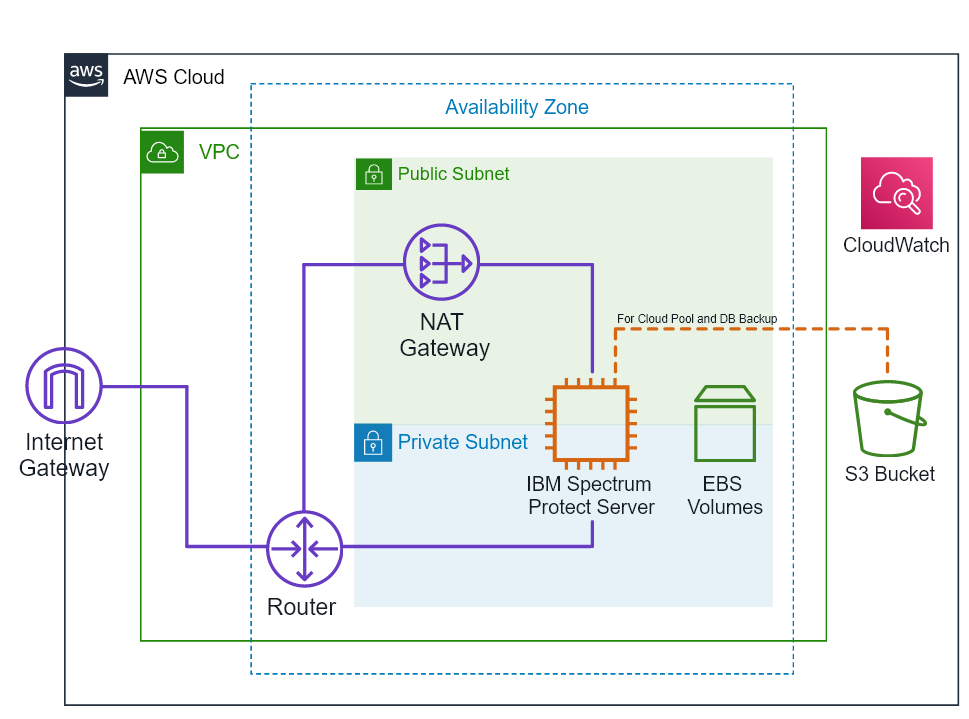 aws
AWS Cloud
Availability Zone
VPC
Public Subnet
CloudWatch
NAT
Gateway
For Cloud Pool and DB Backup
Internet
Gateway
Private Subnet
IBM Spectrum
Protect Server
EBS
Volumes
S3 Bucket
Router